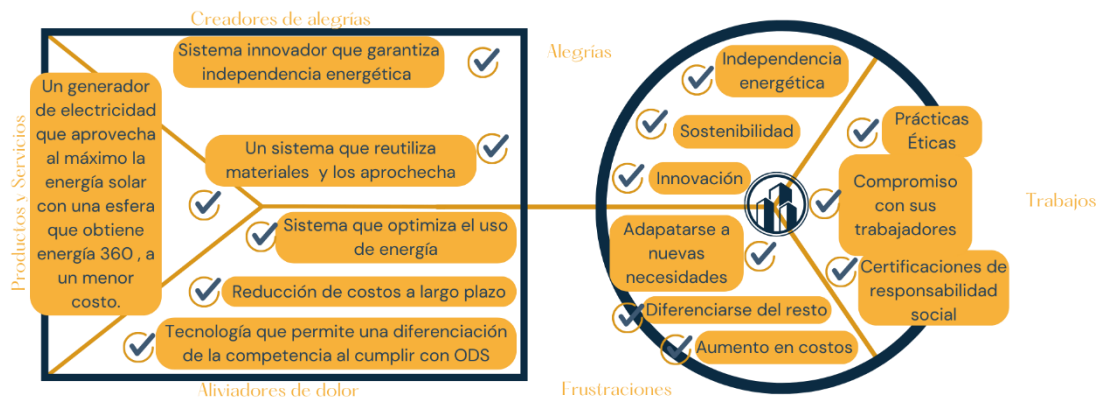 Creadores de alegrías
Sistema innovador que garantiza
independencia energética
Un generador
de electricidad
que aprovecha
al máximo la
energía solar
con una esfera
que obtiene
energía 360 , a
un menor
costo.
Productos y Servicios
Un sistema que reutiliza
materiales y los aprochecha
Sistema que optimiza el uso
de energía
Reducción de costos a largo plazo
Tecnología que permite una diferenciación
de la competencia al cumplir con ODS
Aliviadores de dolor
Alegrías
Independencia
energética
Sostenibilidad
Innovación
Adapatarse a
nuevas
necesidades
Diferenciarse del resto
Aumento en costos
Frustraciones
Prácticas
Éticas
Compromiso
con sus
trabajadores
Certificaciones de
responsabilidad
social
Trabajos